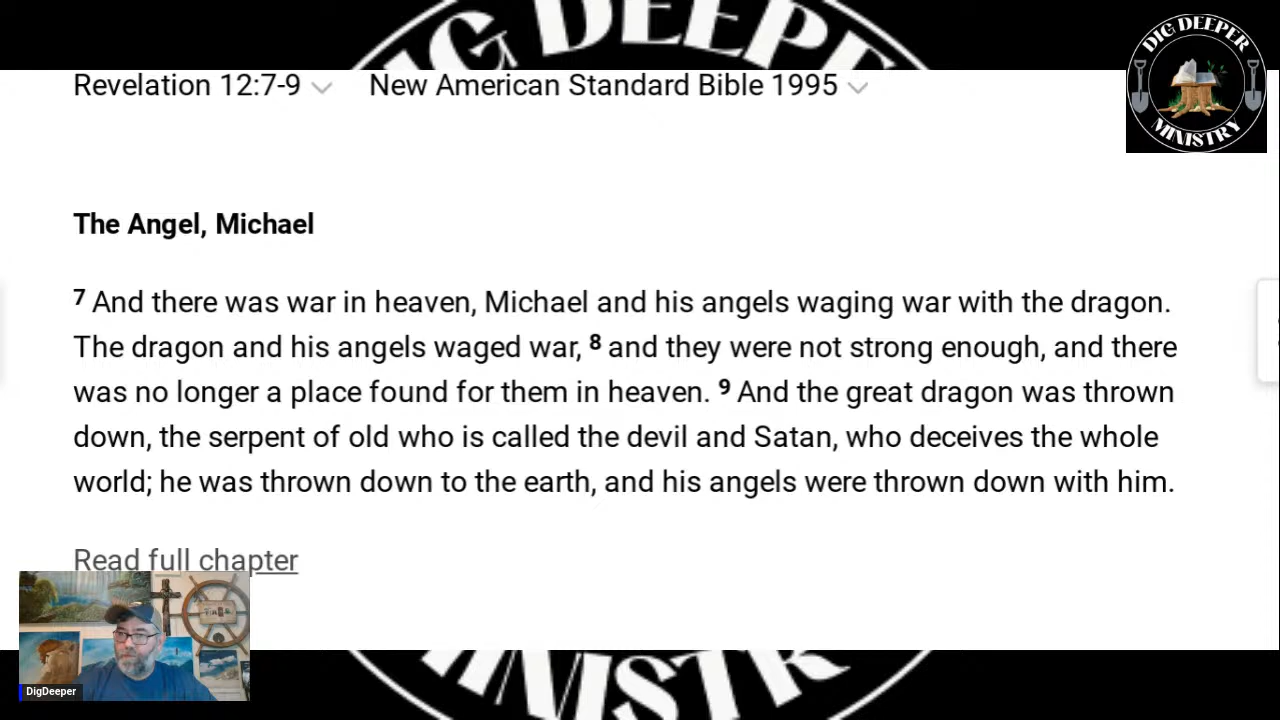 DIG DEEPER
Revelation 12:7-9 New American Standard Bible 1995
DIG DEEPER
MINISTRY
The Angel, Michael
7 And there was war in heaven, Michael and his angels waging war with the dragon.
The dragon and his angels waged war, 8 and they were not strong enough, and there
was no longer a place found for them in heaven. 9 And the great dragon was thrown
down, the serpent of old who is called the devil and Satan, who deceives the whole
world; he was thrown down to the earth, and his angels were thrown down with him.
Read full chapter
DigDeeper